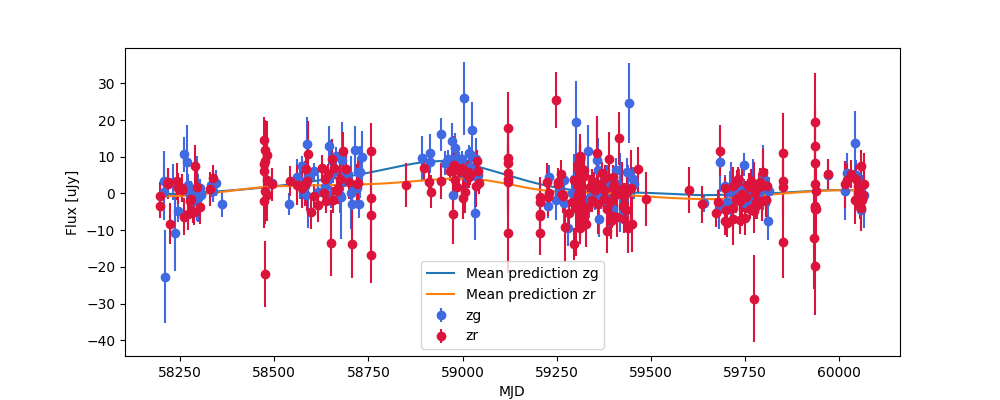 30
20
10
0
−10
−20
−30
−40
Flux [uJy]
58250 58500 58750 59000 59250 59500 59750 60000
MJD
Mean prediction zg
Mean prediction zr
zg
zr